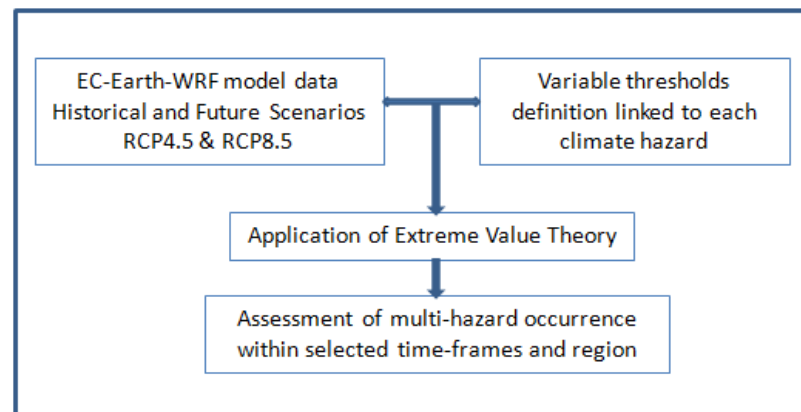 EC-Earth-WRF model data
Historical and Future Scenarios
RCP4.5 & RCP8.5
Variable thresholds
definition linked to each
climate hazard
Application of Extreme Value Theory
Assessment of multi-hazard occurrence
within selected time-frames and region